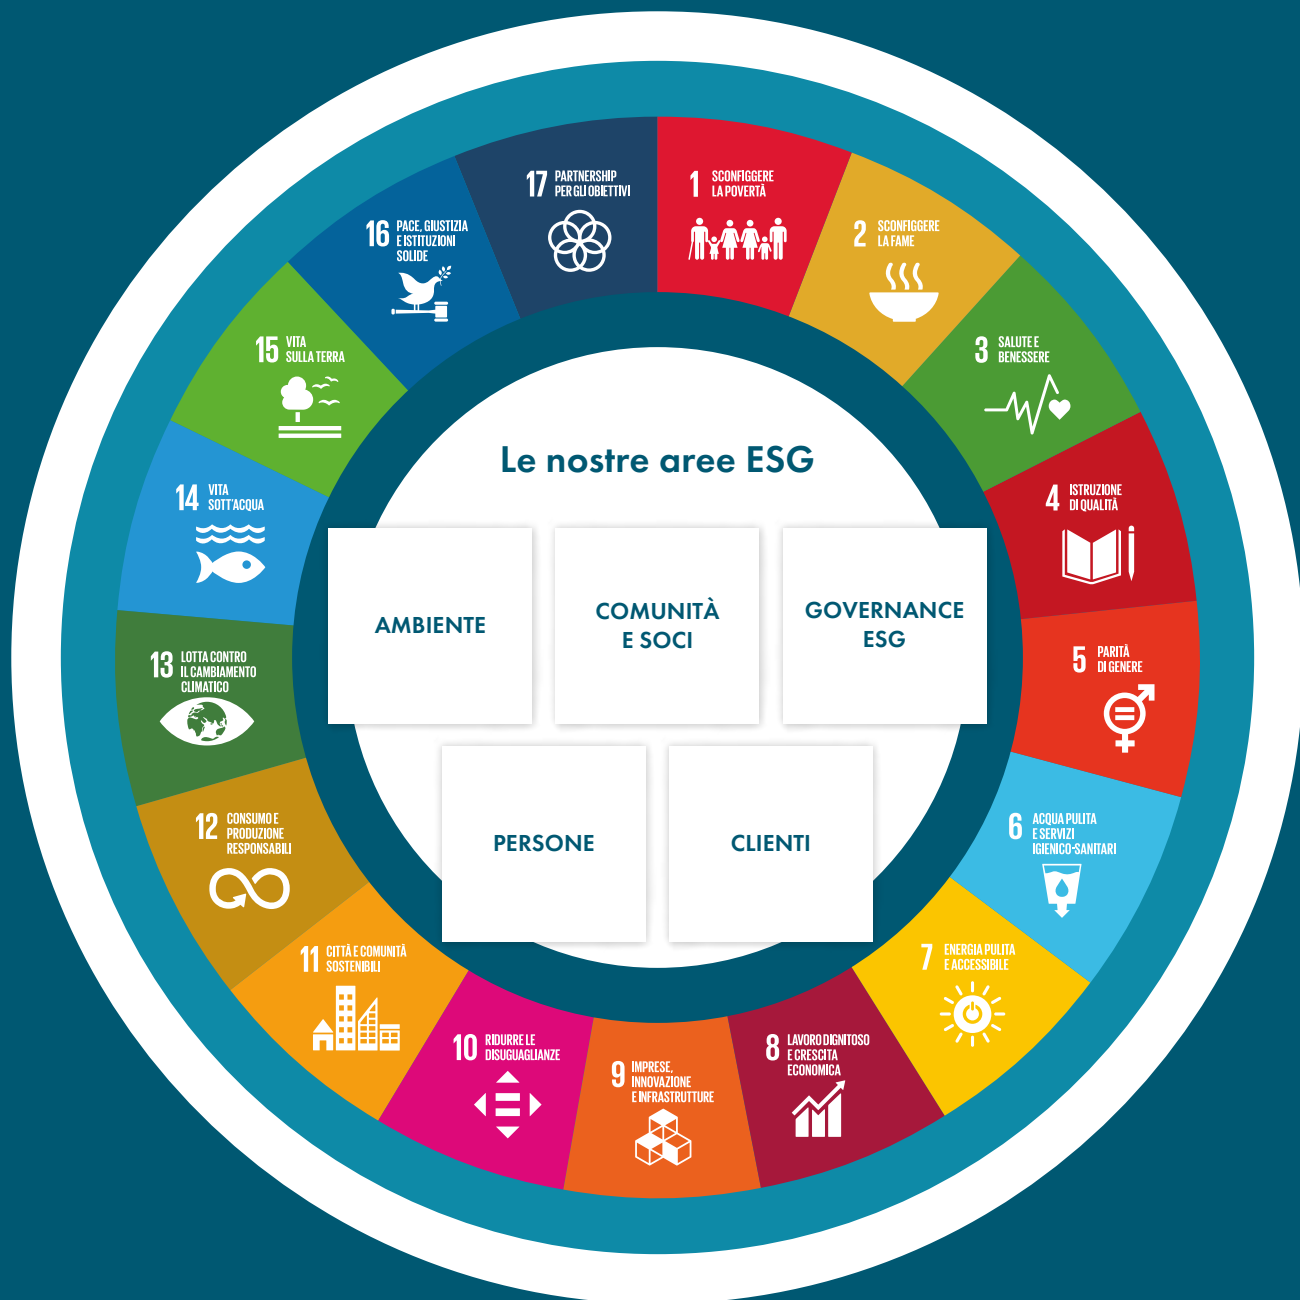 17 PARTNERSHIP
PER GLI OBIETTIVI
1 SCONFIGGERE
LA POVERTÀ
2 SCONFIGGERE
LA FAME
3 SALUTE E
BENESSERE
4 ISTRUZIONE
DI QUALITÀ
5 PARITÀ
DI GENERE
6 ACQUA PULITA
E SERVIZI
IGIENICO-SANITARI
7 ENERGIA PULITA
E ACCESSIBILE
8 LAVORO DIGNITOSO
E CRESCITA
ECONOMICA
9 IMPRESE,
INNOVAZIONE
E INFRASTRUTTURE
10 RIDURRE LE
DISUGUAGLIANZE
11 CITTÀ E COMUNITÀ
SOSTENIBILI
12 CONSUMO E
PRODUZIONE
RESPONSABILI
13 LOTTA CONTRO
IL CAMBIAMENTO
CLIMATICO
14 VITA
SOTT'ACQUA
15 VITA
SULLA TERRA
16 PACE, GIUSTIZIA
E ISTITUZIONI
SOLIDE
Le nostre aree ESG
AMBIENTE
COMUNITÀ
E SOCI
GOVERNANCE
ESG
PERSONE
CLIENTI